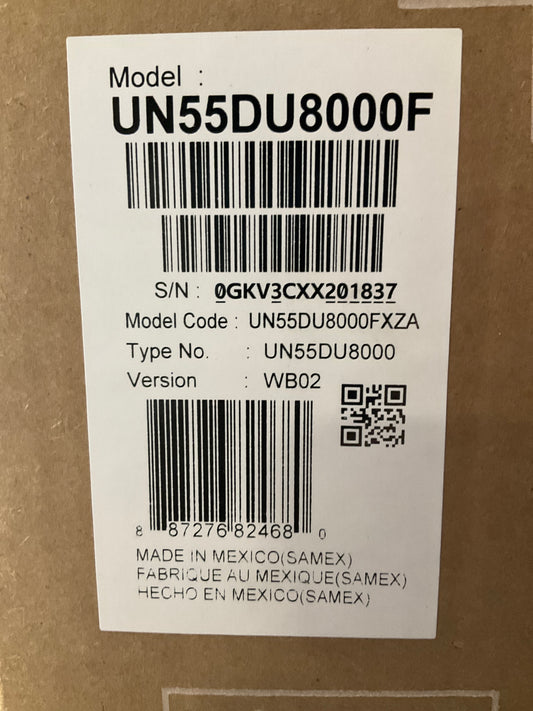 Model :
UN55DU8000F
S/N : 0GKV3CXX201837
Model Code : UN55DU8000FXZA
Type No. : UN55DU8000
Version : WB02
8 87276 82468 0
MADE IN MEXICO(SAMEX)
FABRIQUE AU MEXIQUE(SAMEX)
HECHO EN MEXICO(SAMEX)